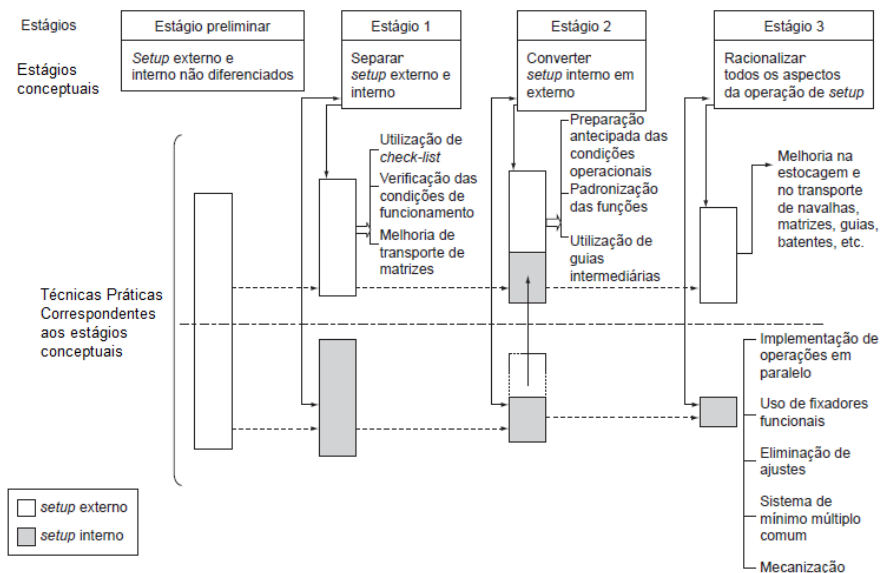 Estágios
Estágio preliminar
Estágio 1
Estágio 2
Estágio 3
Estágios
conceptuais
Setup externo e
interno não diferenciados
Separar
setup externo e
interno
Converter
setup interno em
externo
Racionalizar
todos os aspectos
da operação de setup
Técnicas Práticas
Correspondentes
aos estágios
conceptuais
Utilização de
check-list
Verificação das
condições de
funcionamento
Melhoria de
transporte de
matrizes
Preparação
antecipada das
condições
operacionais
Padronização
das funções
Utilização de
guias
intermediárias
Melhoria na
estocagem e
no transporte
de navalhas,
matrizes, guias,
batentes, etc.
Implementação de
operações em
paralelo
Uso de fixadores
funcionais
Eliminação de
ajustes
Sistema de
mínimo múltiplo
comum
Mecanização
setup externo
setup interno